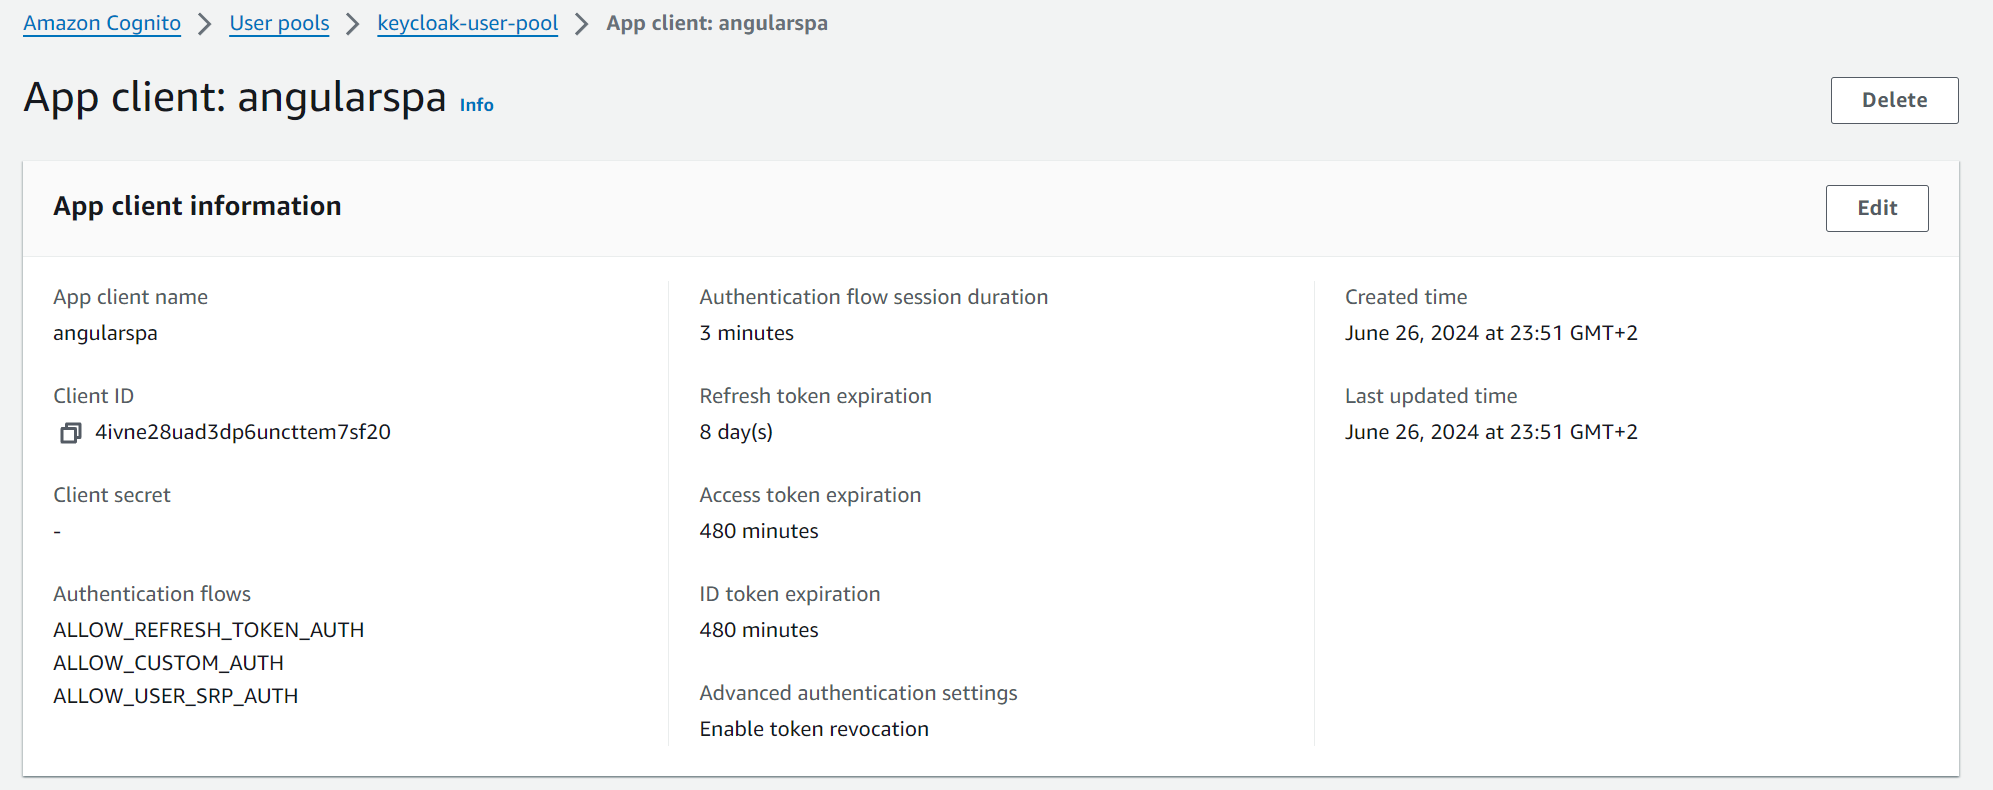 Amazon Cognito > User pools > keycloak-user-pool > App client: angularspa
App client: angularspa Info
Delete
App client information
Edit
App client name
angularspa
Client ID
4ivne28uad3dp6uncttem7sf20
Client secret
-
Authentication flows
ALLOW_REFRESH_TOKEN_AUTH
ALLOW_CUSTOM_AUTH
ALLOW_USER_SRP_AUTH
Authentication flow session duration
3 minutes
Refresh token expiration
8 day(s)
Access token expiration
480 minutes
ID token expiration
480 minutes
Advanced authentication settings
Enable token revocation
Created time
June 26, 2024 at 23:51 GMT+2
Last updated time
June 26, 2024 at 23:51 GMT+2